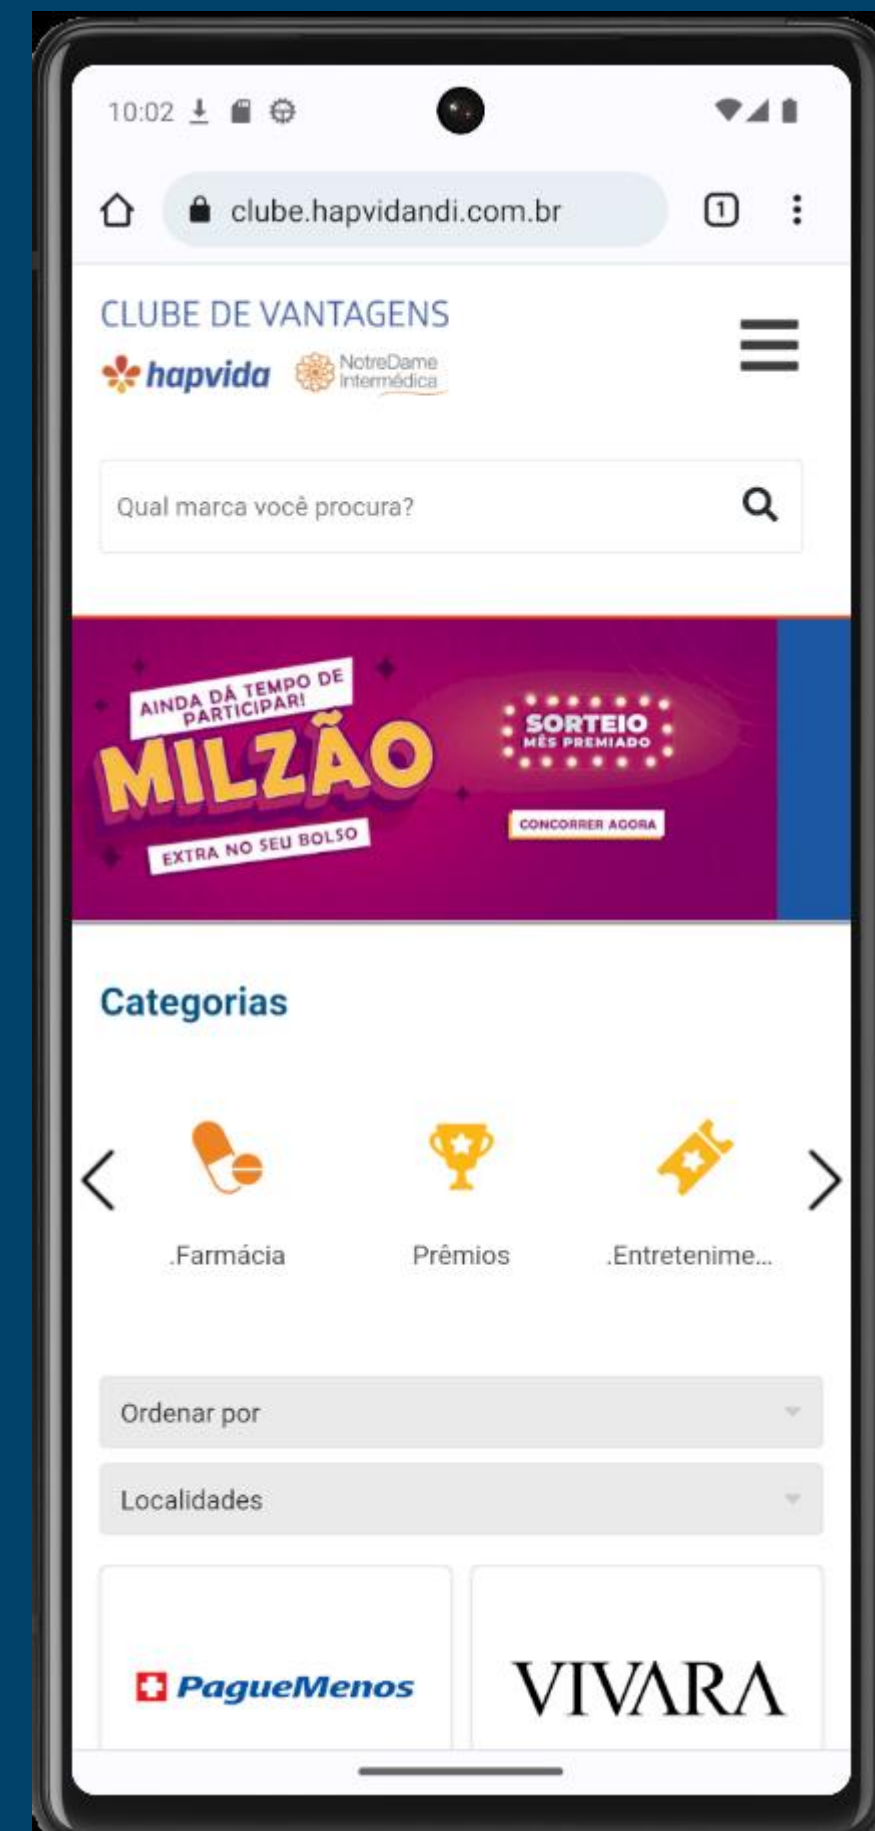 10:02
clube.hapvidandi.com.br
1
CLUBE DE VANTAGENS
hapvida
NotreDame
Intermédica
Qual marca você procura?
AINDA DÁ TEMPO DE
PARTICIPAR!
MILZÃO
EXTRA NO SEU BOLSO
SORTEIO
MÊS PREMIADO
CONCORRER AGORA
Categorias
.Farmácia
Prêmios
.Entretenime...
Ordenar por
Localidades
PagueMenos
VIVARA